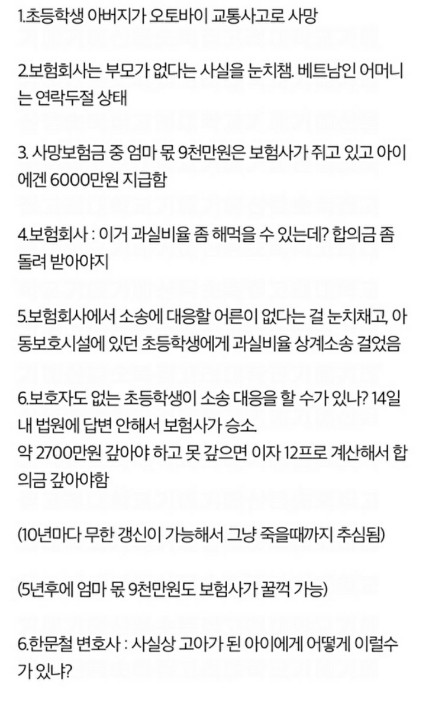 1.초등학생 아버지가 오토바이 교통사고로 사망
2.보험회사는 부모가 없다는 사실을 눈치챔. 베트남인 어머니
는 연락두절 상태
3. 사망보험금 중 엄마 몫 9천만원은 보험사가 쥐고 있고 아이
에겐 6000만원 지급함
4.보험회사 : 이거 과실비율 좀 해먹을 수 있는데? 합의금 좀
돌려 받아야지
5.보험회사에서 소송에 대응할 어른이 없다는 걸 눈치채고, 아
동보호시설에 있던 초등학생에게 과실비율 상계소송 걸었음
6.보호자도 없는 초등학생이 소송 대응을 할 수가 있나? 14일
내 법원에 답변 안해서 보험사가 승소.
약 2700만원 갚아야 하고 못 갚으면 이자 12프로 계산해서 합
의금 갚아야함
(10년마다 무한 갱신이 가능해서 그냥 죽을때까지 추심됨)
(5년후에 엄마 몫 9천만원도 보험사가 꿀꺽 가능)
6.한문철 변호사 : 사실상 고아가 된 아이에게 어떻게 이럴수
가 있냐?